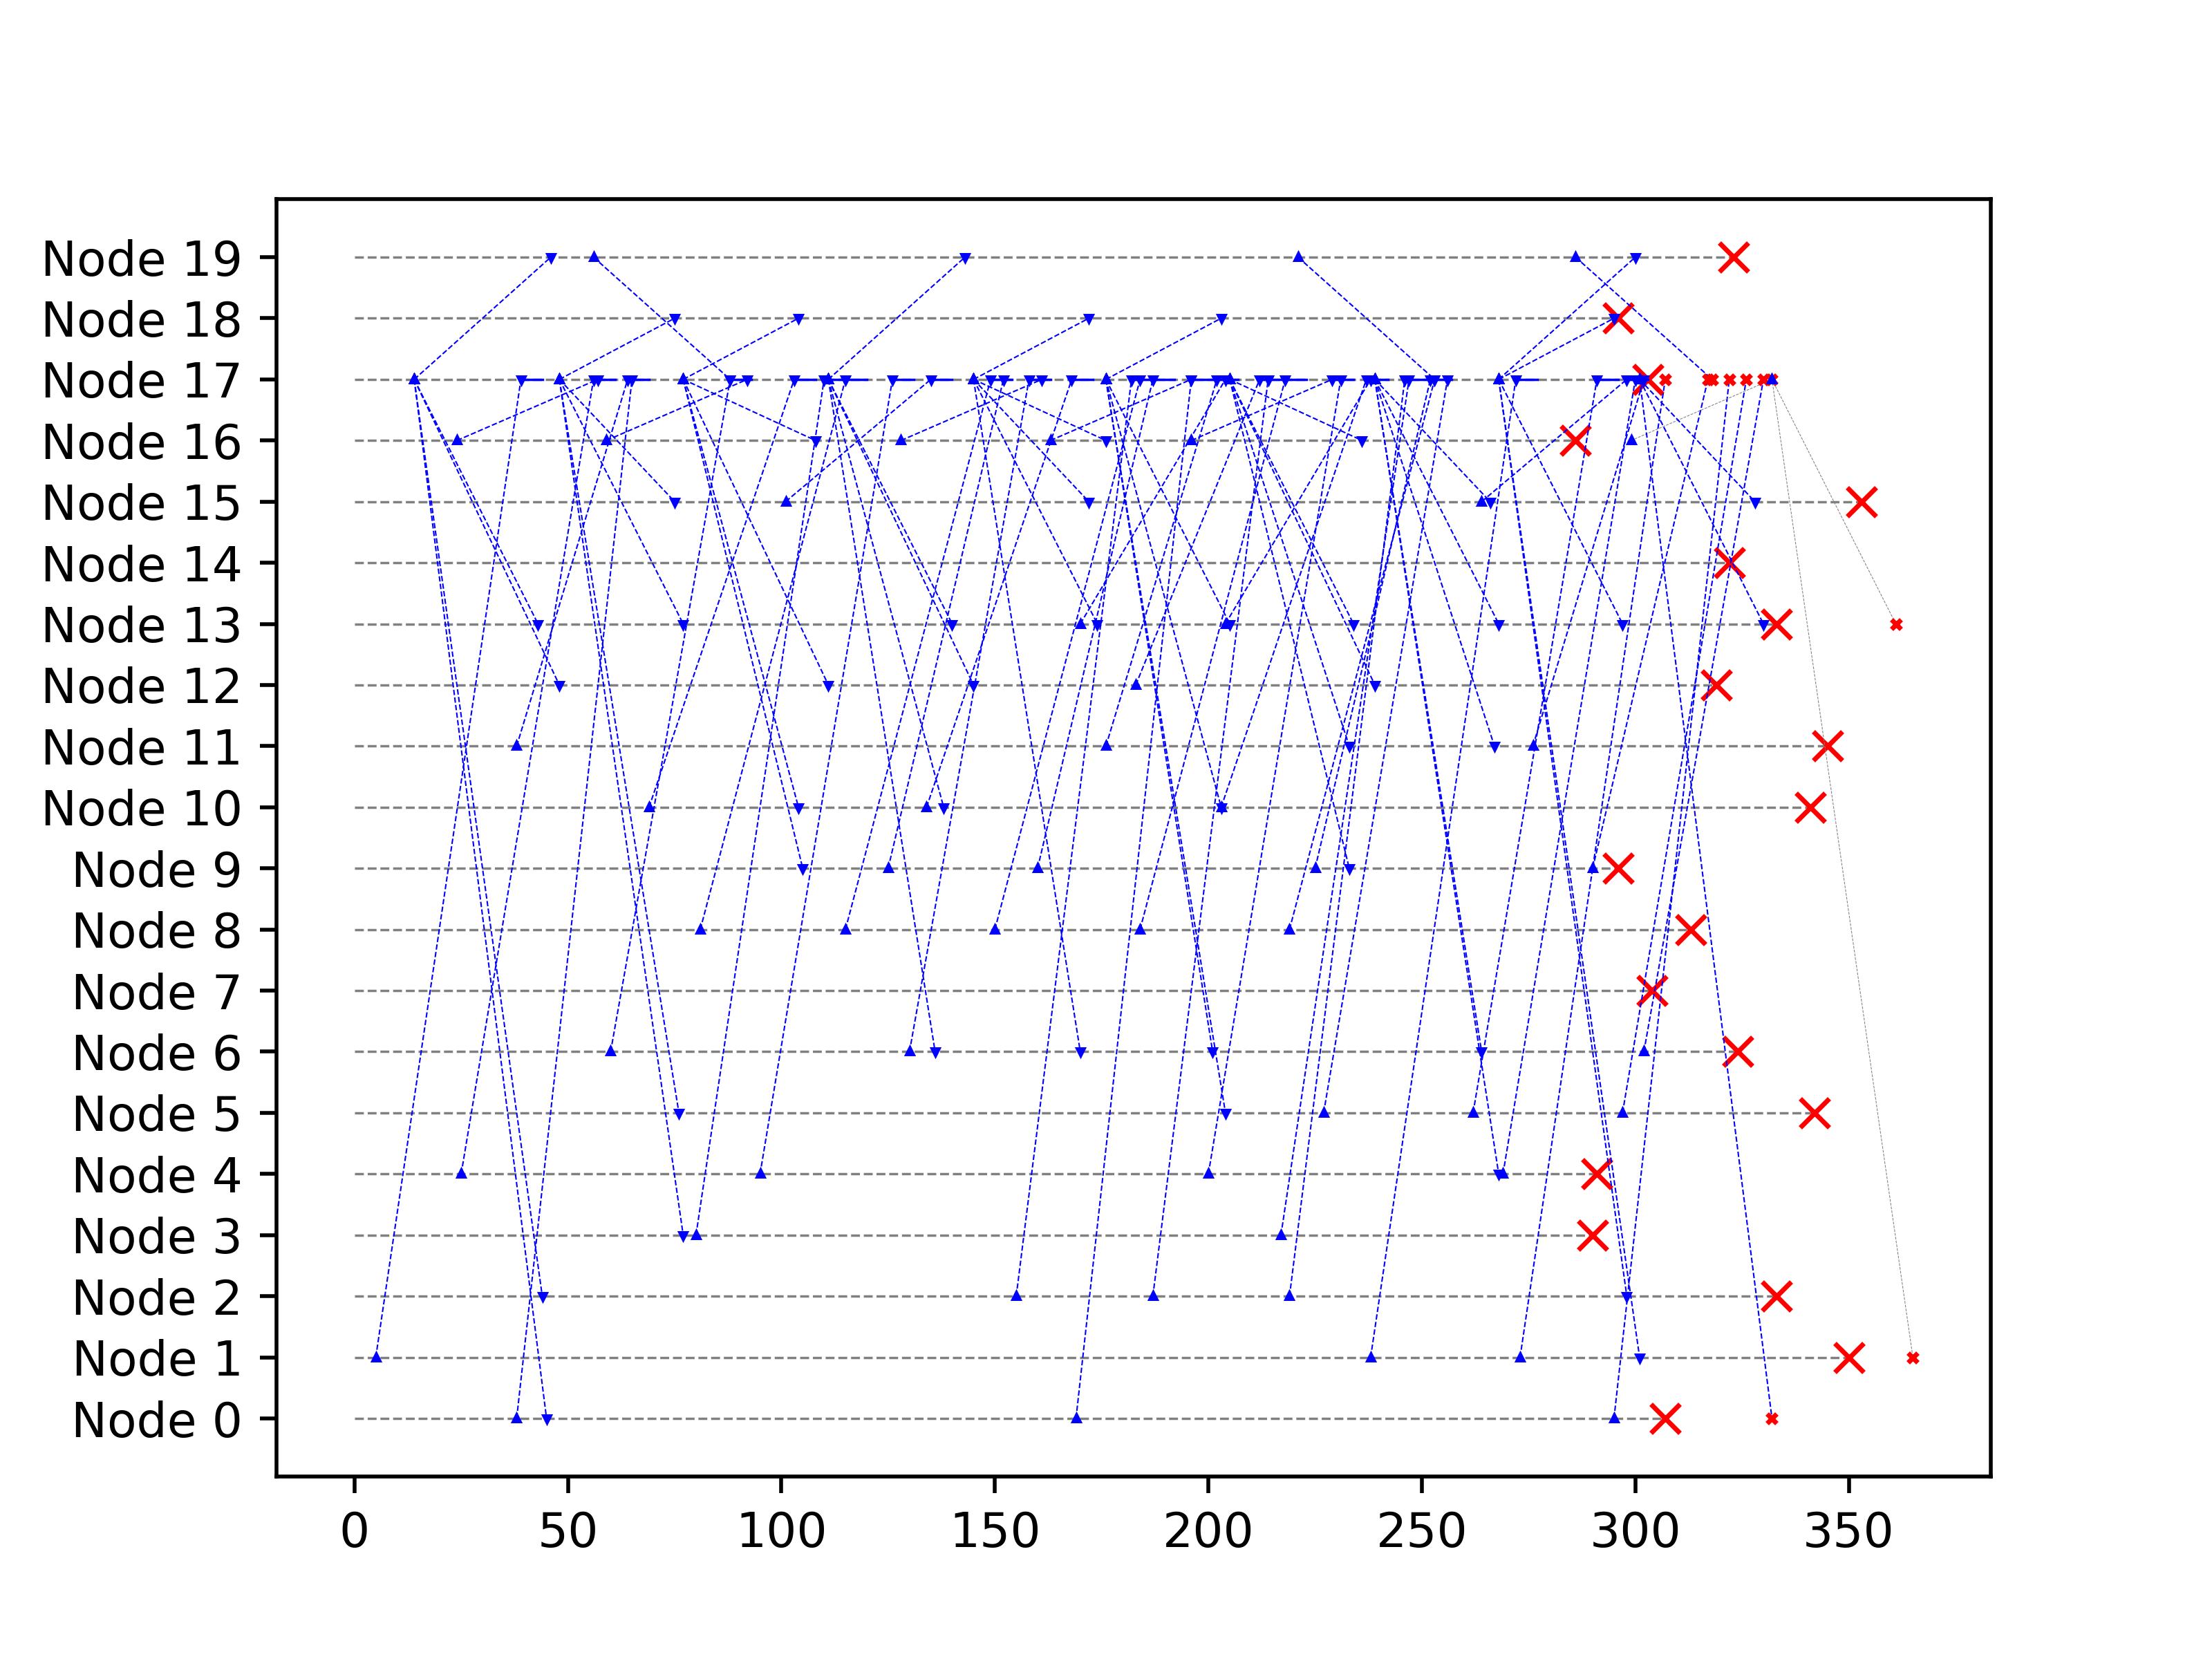 Node 19
Node 18
Node 17
Node 16
Node 15
Node 14
Node 13
Node 12
Node 11
Node 10
Node 9
Node 8
Node 7
Node 6
Node 5
Node 4
Node 3
Node 2
Node 1
Node 0
0 50 100 150 200 250 300 350